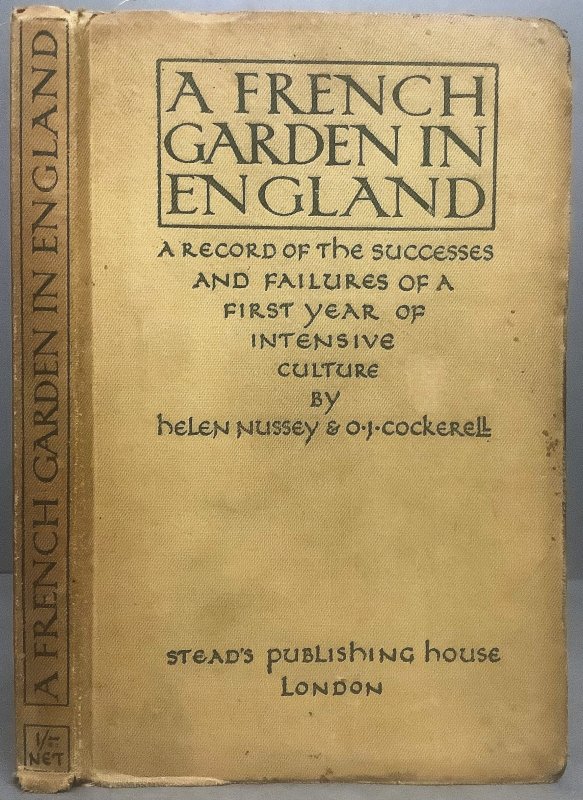 A FRENCH GARDEN IN ENGLAND
1/-
NET
A FRENCH
GARDEN IN
ENGLAND
A RECORD OF THE SUCCESSES
AND FAILURES OF A
FIRST YEAR OF
INTENSIVE
CULTURE
BY
HELEN NUSSEY & O·J·COCKERELL
STEAD'S PUBLISHING HOUSE
LONDON